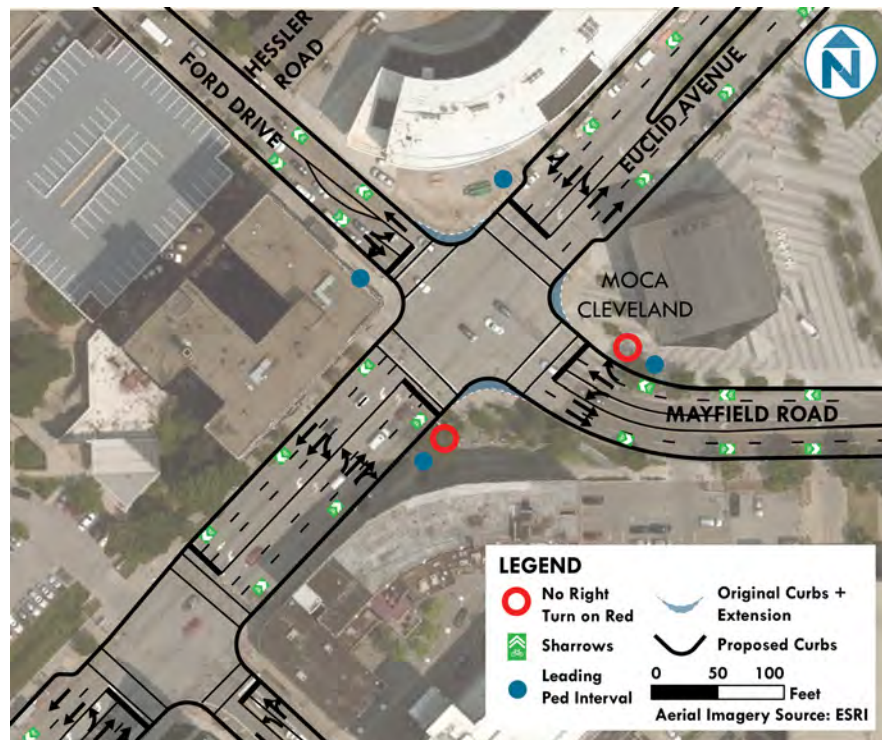 HESSLER
ROAD
FORD DRIVE
EUCLID AVENUE
N
MOCA
CLEVELAND
MAYFIELD ROAD
LEGEND
No Right
Turn on Red
Sharrows
Leading
Ped Interval
Original Curbs +
Extension
Proposed Curbs
0 50 100
Feet
Aerial Imagery Source: ESRI